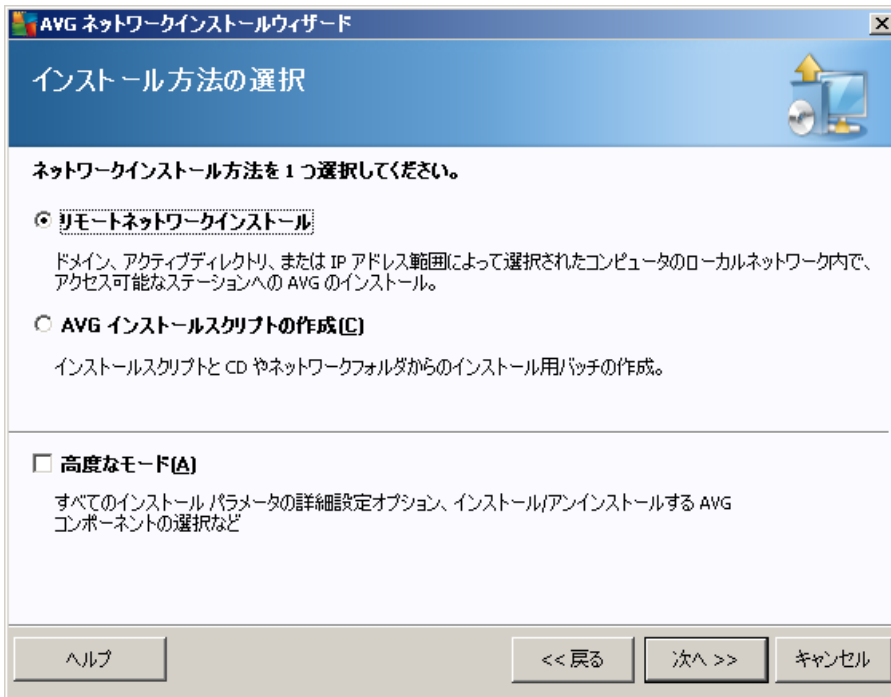 AVG ネットワークインストールウィザード
インストール方法の選択
ネットワークインストール方法を 1 つ選択してください。
リモートネットワークインストール
ドメイン、アクティブディレクトリ、または IP アドレス範囲によって選択されたコンピュータのローカルネットワーク内で、
アクセス可能なステーションへの AVG のインストール。
AVG インストールスクリプトの作成(C)
インストールスクリプトと CD やネットワークフォルダからのインストール用バッチの作成。
高度なモード(A)
すべてのインストール パラメータの詳細設定オプション、インストール/アンインストールする AVG
コンポーネントの選択など
ヘルプ
<< 戻る
次へ >>
キャンセル